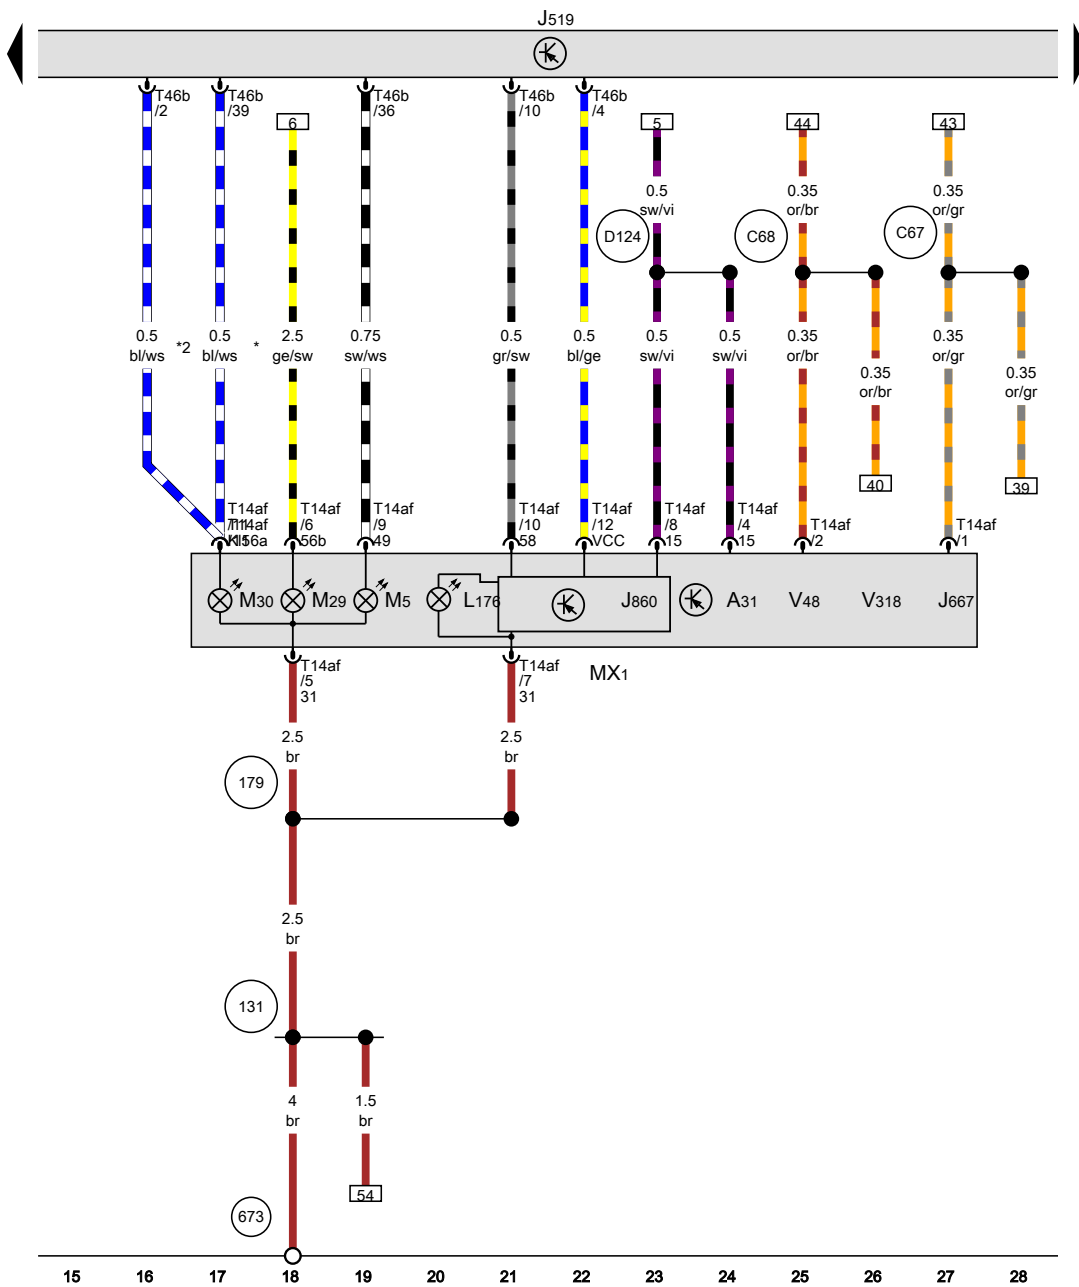 J519
T46b
/2
T46b
/39
T46b
/36
T46b
/10
T46b
/4
6
5
44
43
0.5
sw/vi
0.35
or/br
0.35
or/gr
D124
C68
C67
0.5
bl/ws
*2
0.5
bl/ws
*
2.5
ge/sw
0.75
sw/ws
0.5
gr/sw
0.5
bl/ge
0.5
sw/vi
0.5
sw/vi
0.35
or/br
0.35
or/br
0.35
or/gr
0.35
or/gr
40
39
T14af
T14af
56a
T14af
/6
56b
T14af
/9
49
T14af
/10
58
T14af
/12
VCC
T14af
/8
15
T14af
/4
15
T14af
/2
T14af
/1
M30
M29
M5
L176
J860
A31
V48
V318
J667
MX1
T14af
/5
31
T14af
/7
31
2.5
br
2.5
br
179
2.5
br
131
4
br
1.5
br
54
673
15 16 17 18 19 20 21 22 23 24 25 26 27 28